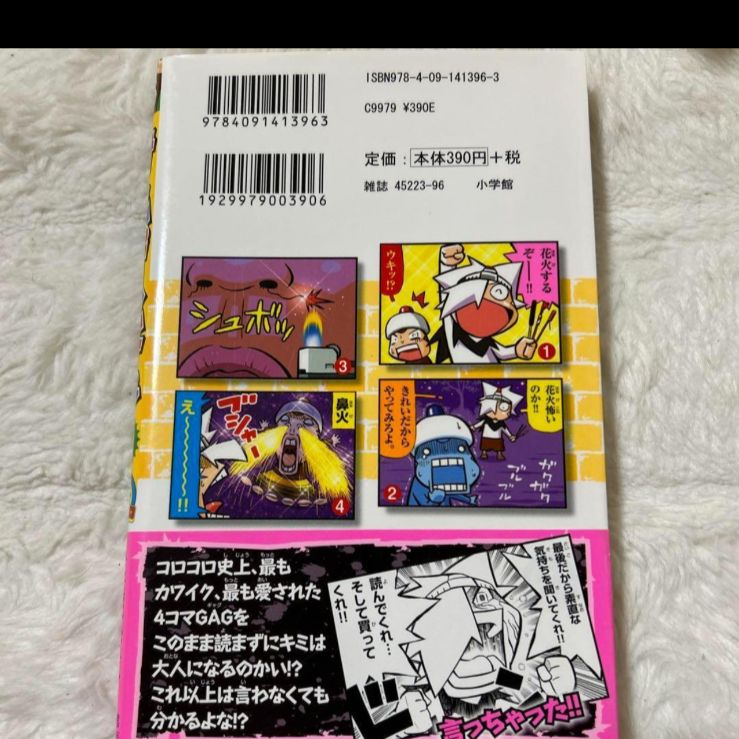 ISBN978-4-09-141396-3
9784091413963
C9979 ¥390E
定価：本体390円＋税
1929979003906
雑誌 45223-96　小学館
花火する
ぞーー!!
ウキッ!?
1
花火怖い
のか!!
きれいだから
やってみろよ。
ガクガク
ブルブル
2
シュボッ
3
鼻火
ブシャー
え〜〜〜〜!!
4
コロコロ史上、最も
カワイク、最も愛された
4コマGAGを
このまま読まずにキミは
大人になるのかい!?
これ以上は言わなくても
分かるよな!?
最後だから素直な
気持ちを聞いてくれ!!
読んでくれ…
そして買って
くれ!!
ド
言っちゃった!!